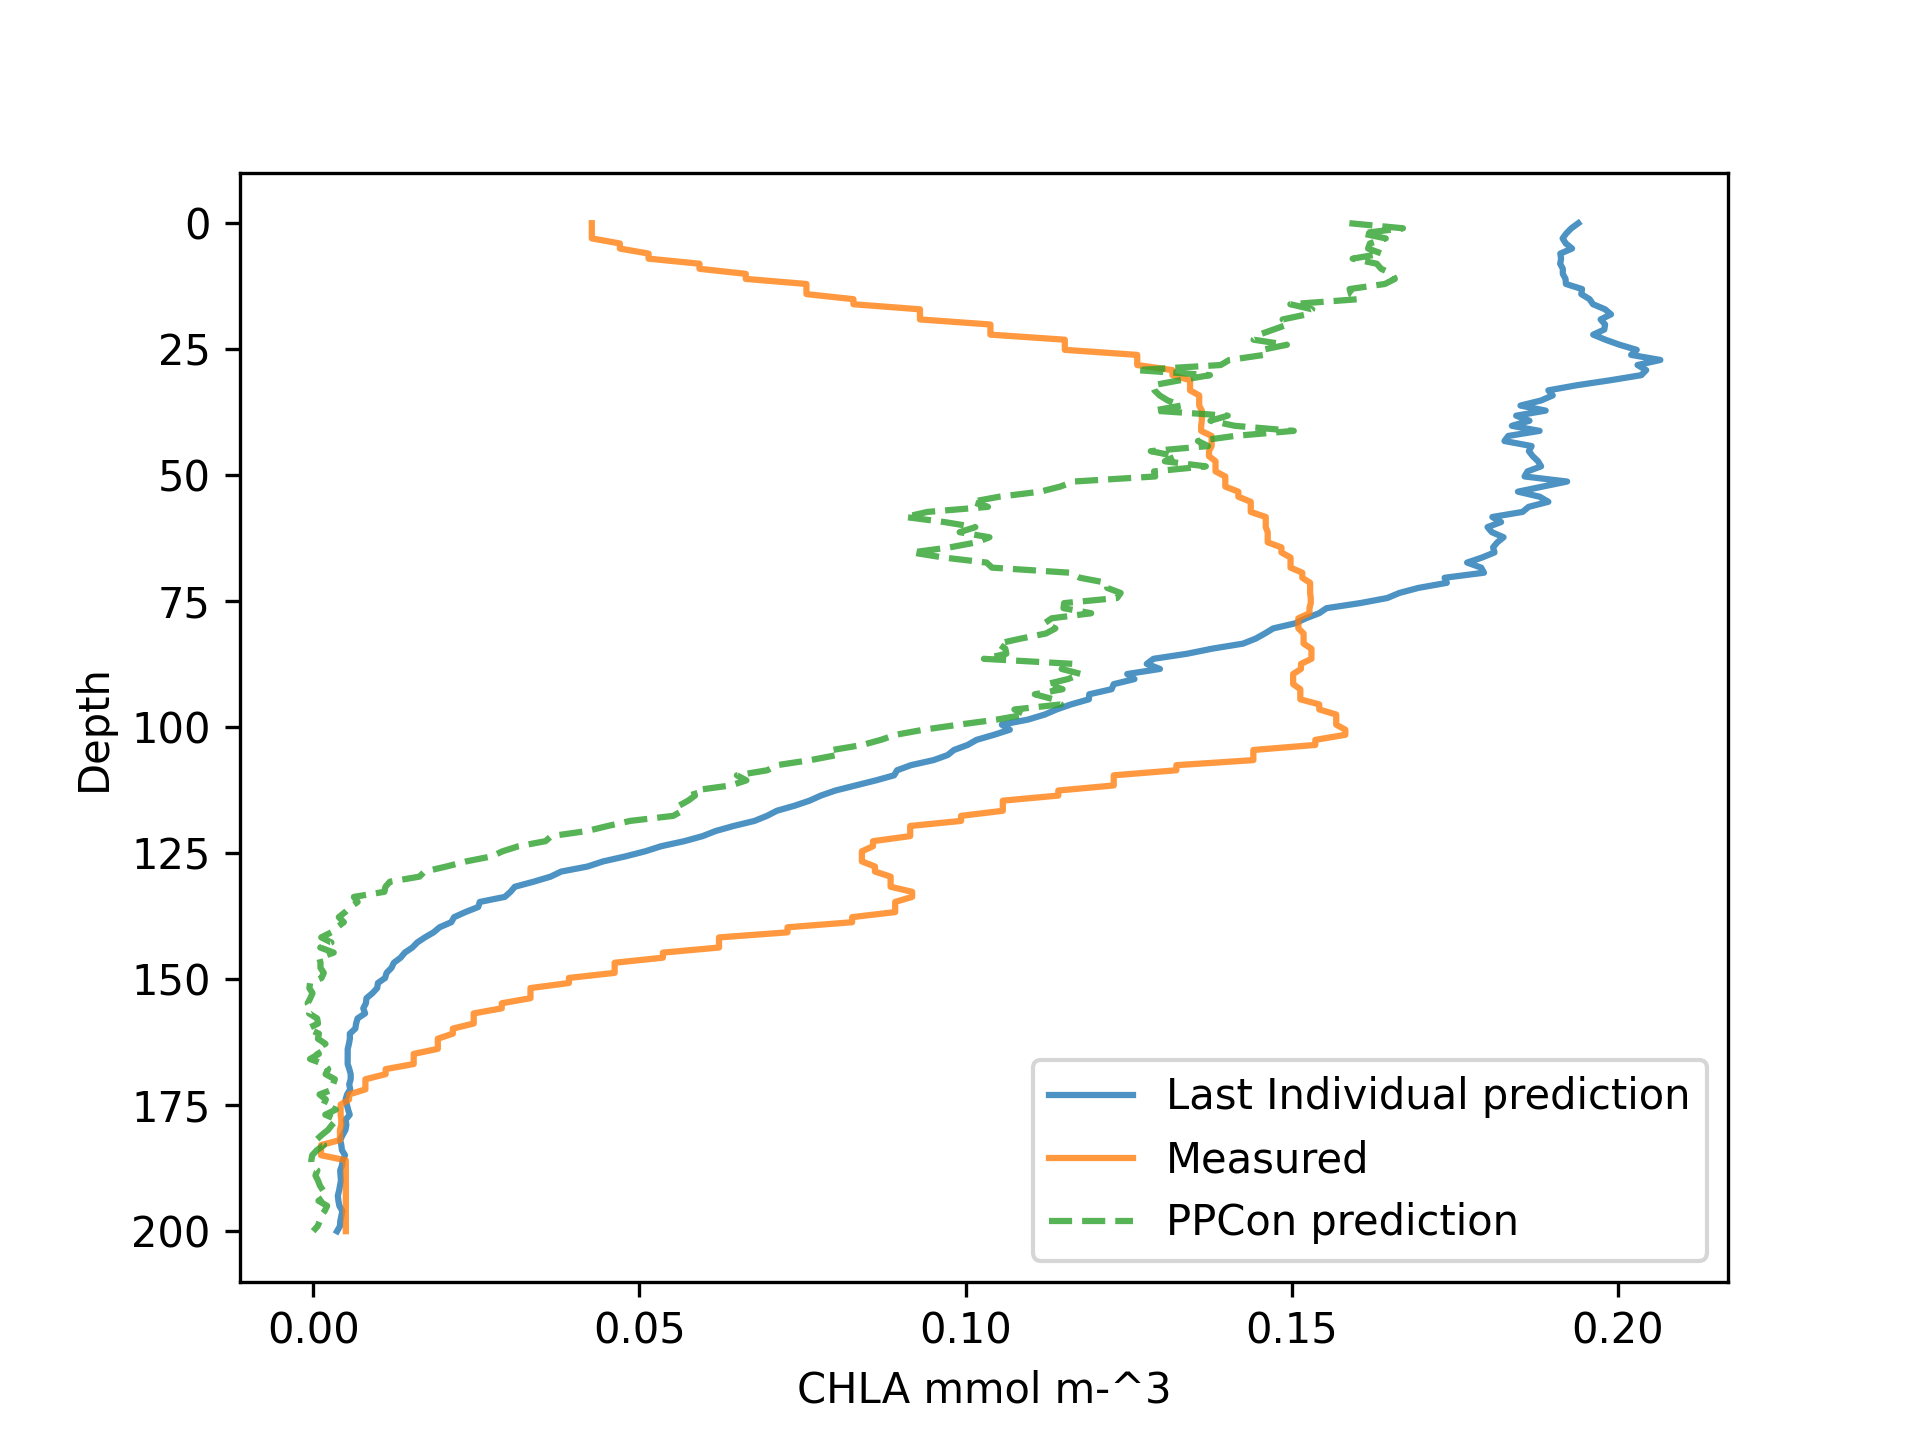 0
25
50
75
100
125
150
175
200
Depth
0.00 0.05 0.10 0.15 0.20
CHLA mmol m-^3
Last Individual prediction
Measured
PPCon prediction